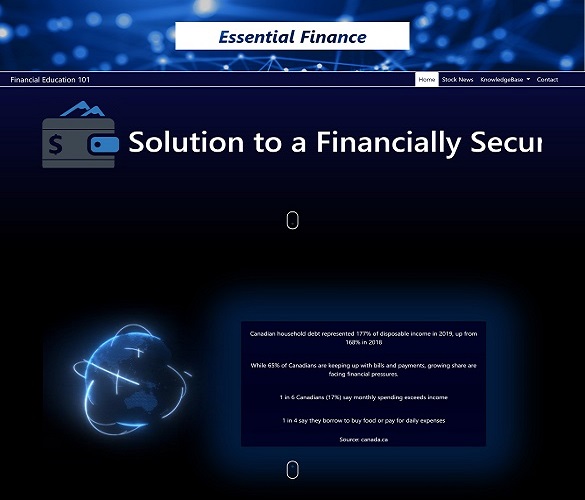 Essential Finance
Financial Education 101
Home Stock News KnowledgeBase Contact
$
Solution to a Financially Secur
Canadian household debt represented 177% of disposable income in 2019, up from
168% in 2018
While 65% of Canadians are keeping up with bills and payments, growing share are
facing financial pressures.
1 in 6 Canadians (17%) say monthly spending exceeds income
1 in 4 say they borrow to buy food or pay for daily expenses
Source: canada.ca